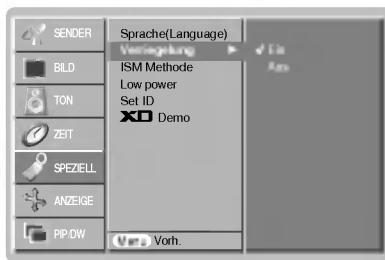 SENDER
BILD
TON
ZEIT
SPEZIELL
ANZEIGE
PIP/DW
Sprache(Language)
Verriegelung
ISM Methode
Low power
Set ID
XD Demo
Vorh.
Ein
Aus